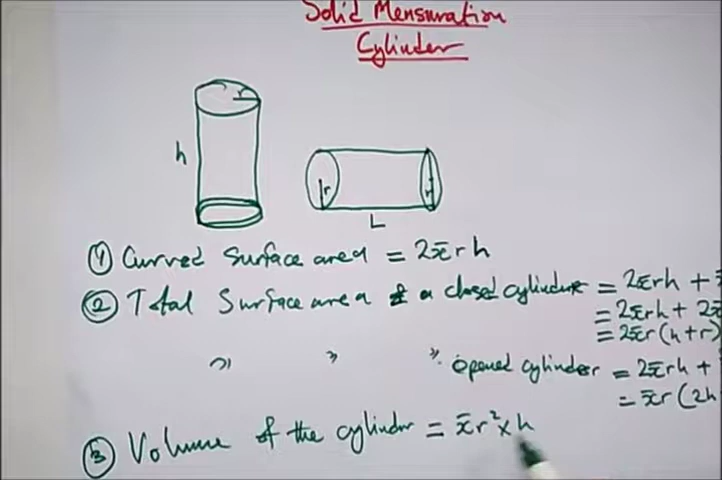 Solid Mensuration
Cylinder
r
h
r
r
L
① Curved Surface area = 2πrh
② Total Surface area of a closed cylinder = 2πrh +
= 2πrh + 2π
= 2πr(h+r)
" " " opened cylinder = 2πrh +
= πr(2h
③ Volume of the cylinder = πr²×h